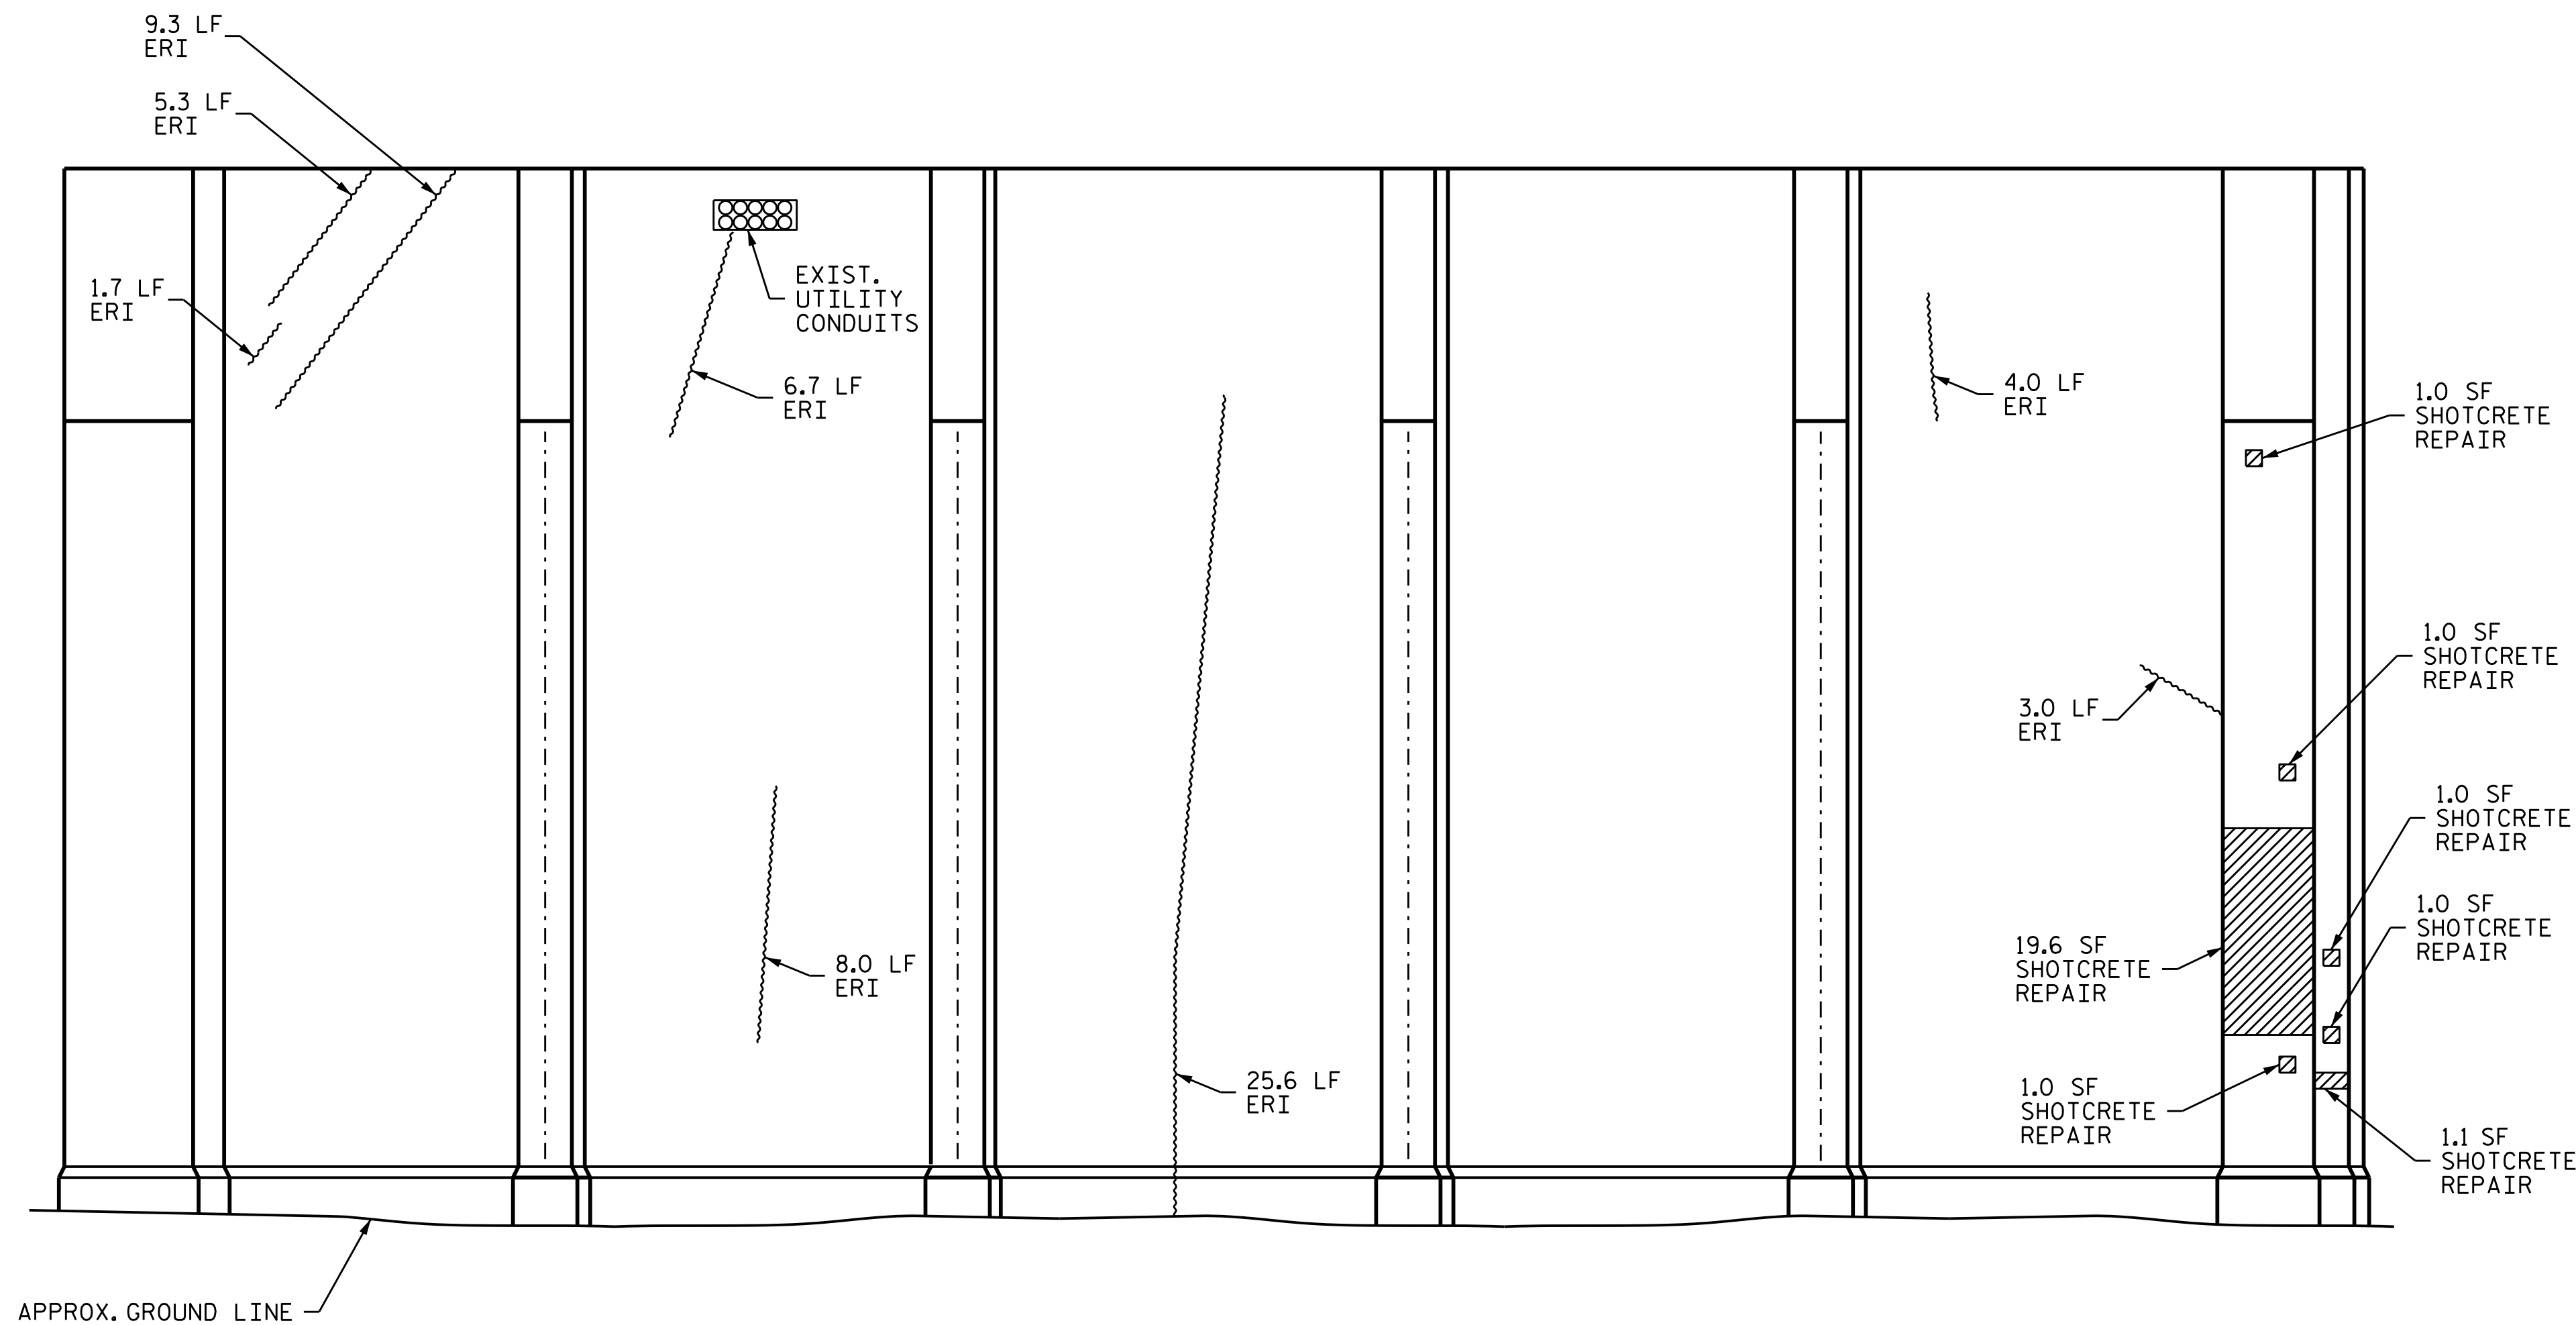 9.3 LF
ERI
5.3 LF
ERI
1.7 LF
ERI
EXIST.
UTILITY
CONDUITS
6.7 LF
ERI
4.0 LF
ERI
1.0 SF
SHOTCRETE
REPAIR
1.0 SF
SHOTCRETE
REPAIR
3.0 LF
ERI
1.0 SF
SHOTCRETE
REPAIR
1.0 SF
SHOTCRETE
REPAIR
19.6 SF
SHOTCRETE
REPAIR
8.0 LF
ERI
25.6 LF
ERI
1.0 SF
SHOTCRETE
REPAIR
1.1 SF
SHOTCRETE
REPAIR
APPROX. GROUND LINE